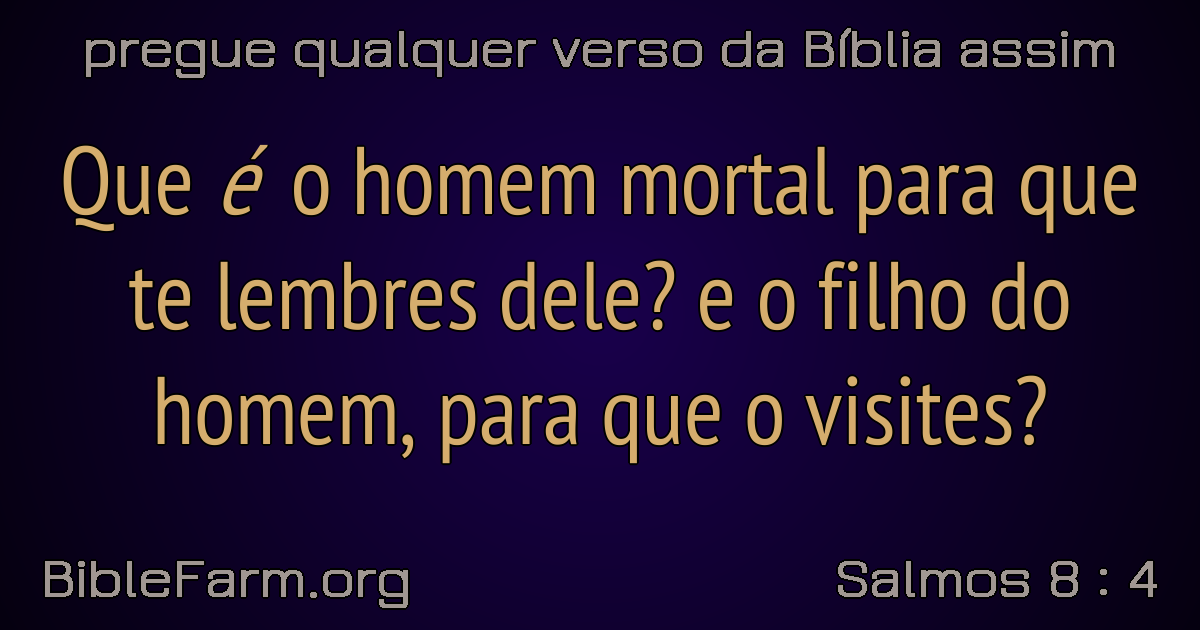 pregue qualquer verso da Bíblia assim
Que é o homem mortal para que
te lembres dele? e o filho do
homem, para que o visites?
BibleFarm.org
Salmos 8 : 4